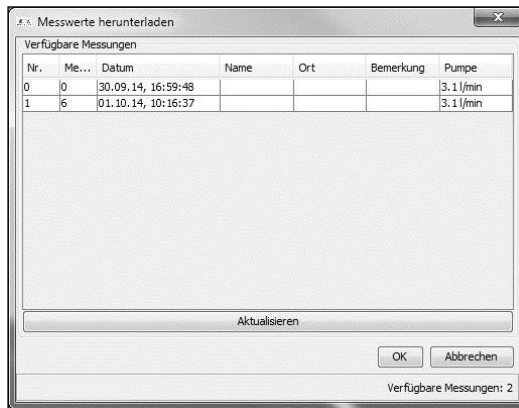 Messwerte herunterladen
Verfügbare Messungen
Nr. Me... Datum Name Ort Bemerkung Pumpe
0 0 30.09.14, 16:59:48 3.1 l/min
1 6 01.10.14, 10:16:37 3.1 l/min
Aktualisieren
OK Abbrechen
Verfügbare Messungen: 2